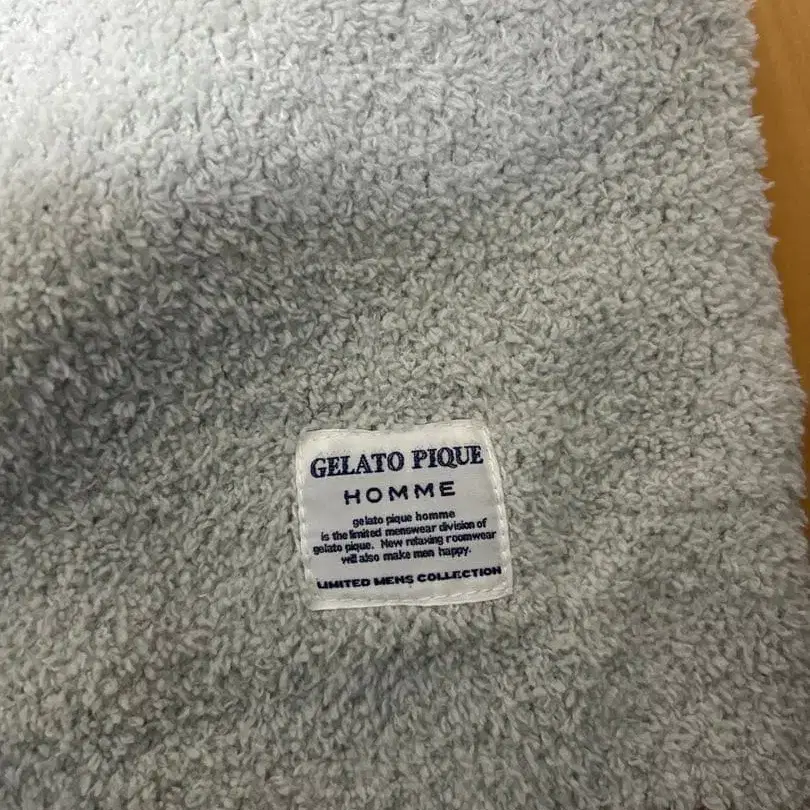 GELATO PIQUE
HOMME
gelato pique homme
is the limited menswear division of
gelato pique. New relaxing roomwear
will also make men happy.
LIMITED MENS COLLECTION